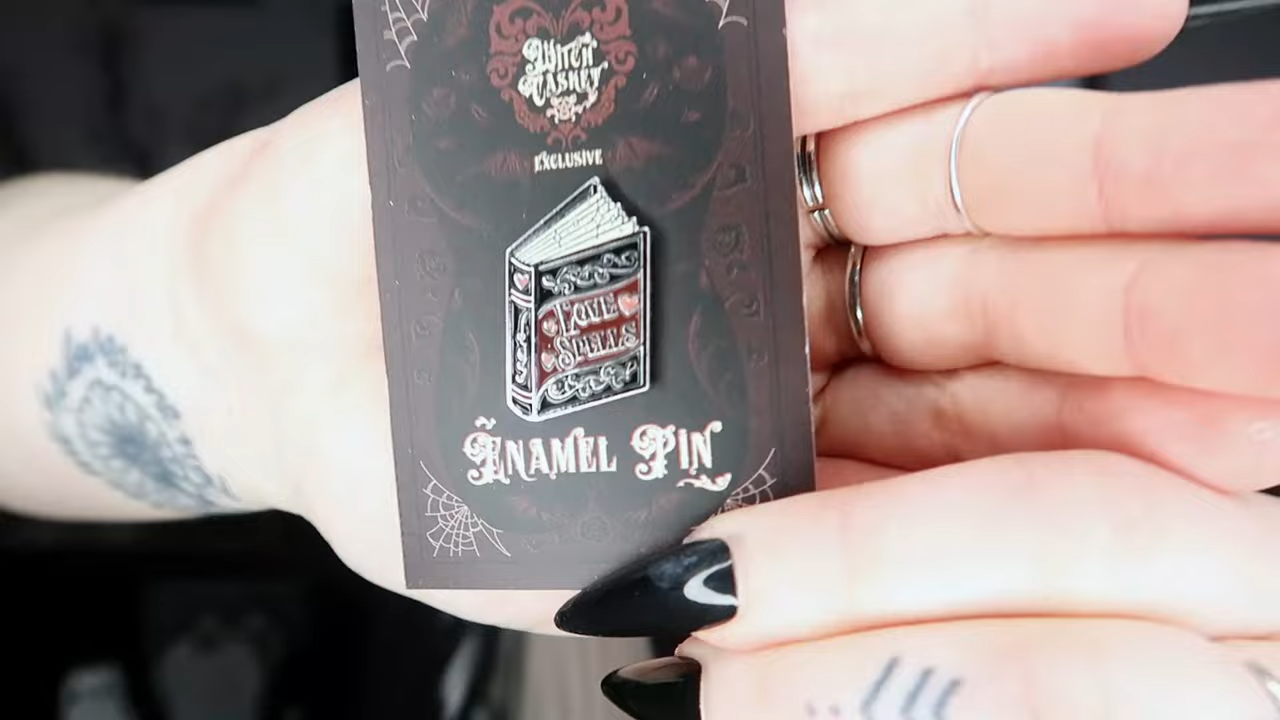 WITCH
CASKET
EXCLUSIVE
LOVE
SPELLS
ENAMEL PIN